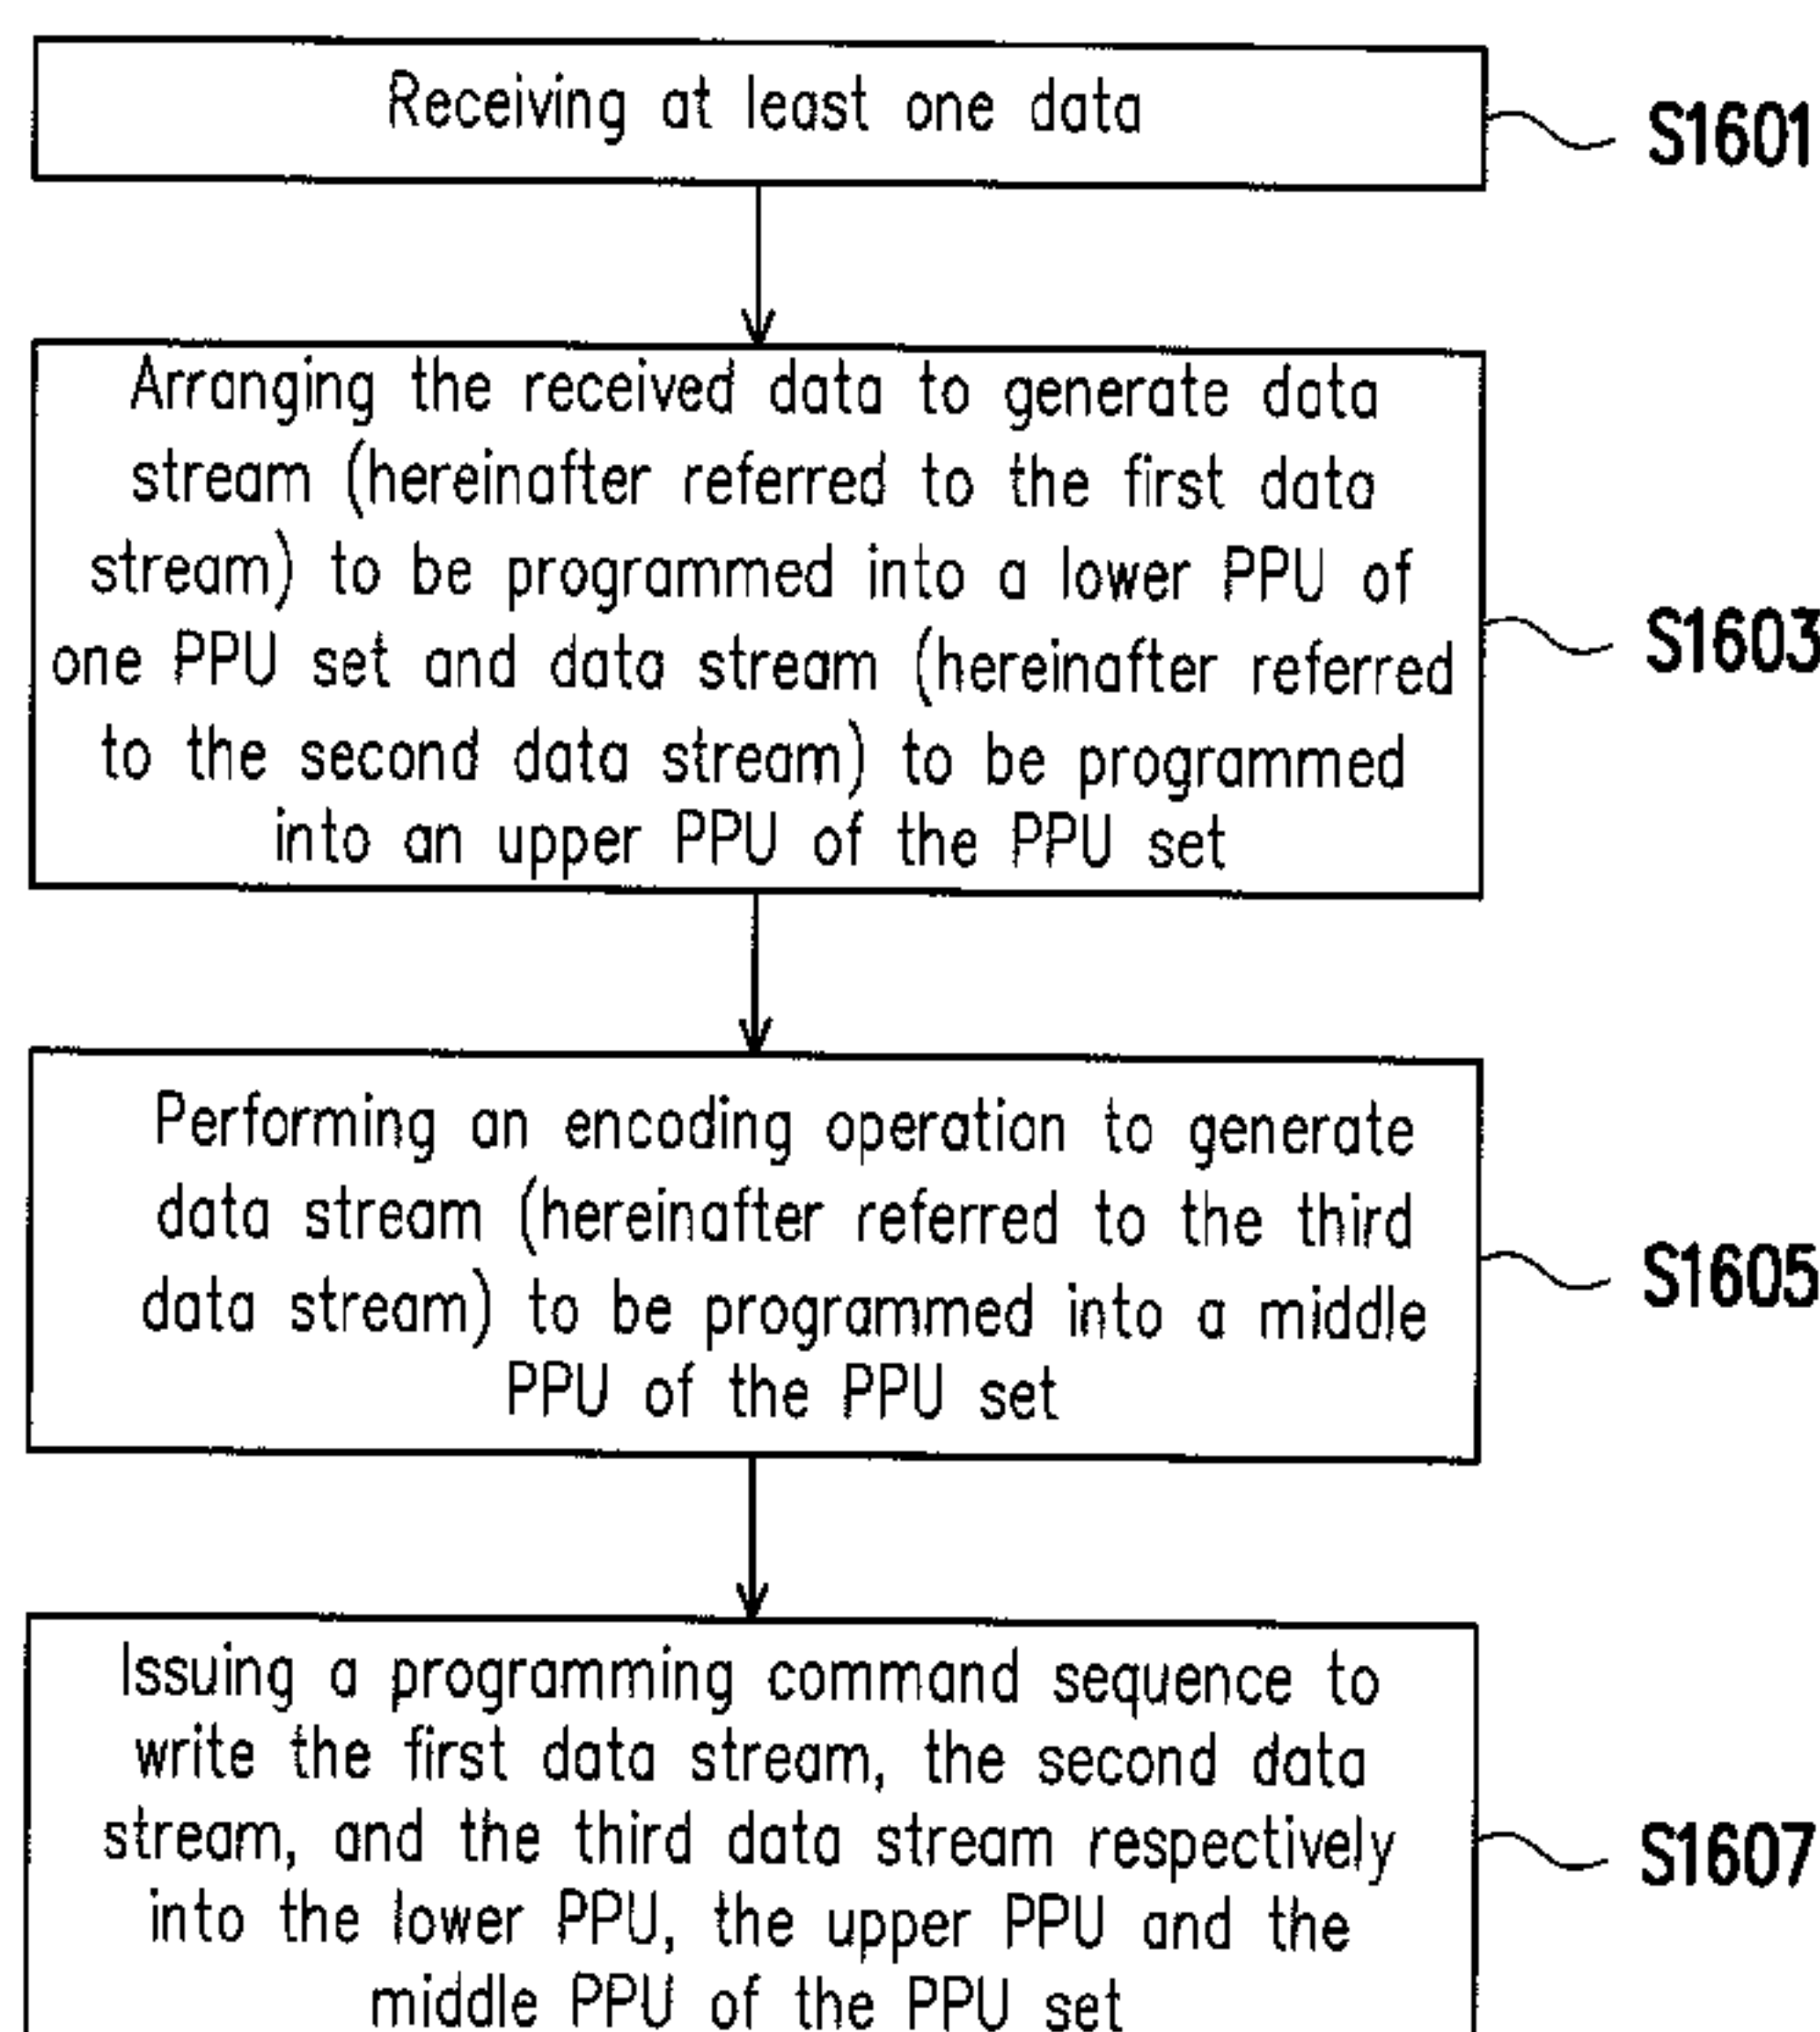 Receiving at least one data
S1601
Arranging the received data to generate data
stream (hereinafter referred to the first data
stream) to be programmed into a lower PPU of
one PPU set and data stream (hereinafter referred
to the second data stream) to be programmed
into an upper PPU of the PPU set
S1603
Performing an encoding operation to generate
data stream (hereinafter referred to the third
data stream) to be programmed into a middle
PPU of the PPU set
S1605
Issuing a programming command sequence to
write the first data stream, the second data
stream, and the third data stream respectively
into the lower PPU, the upper PPU and the
middle PPU of the PPU set
S1607